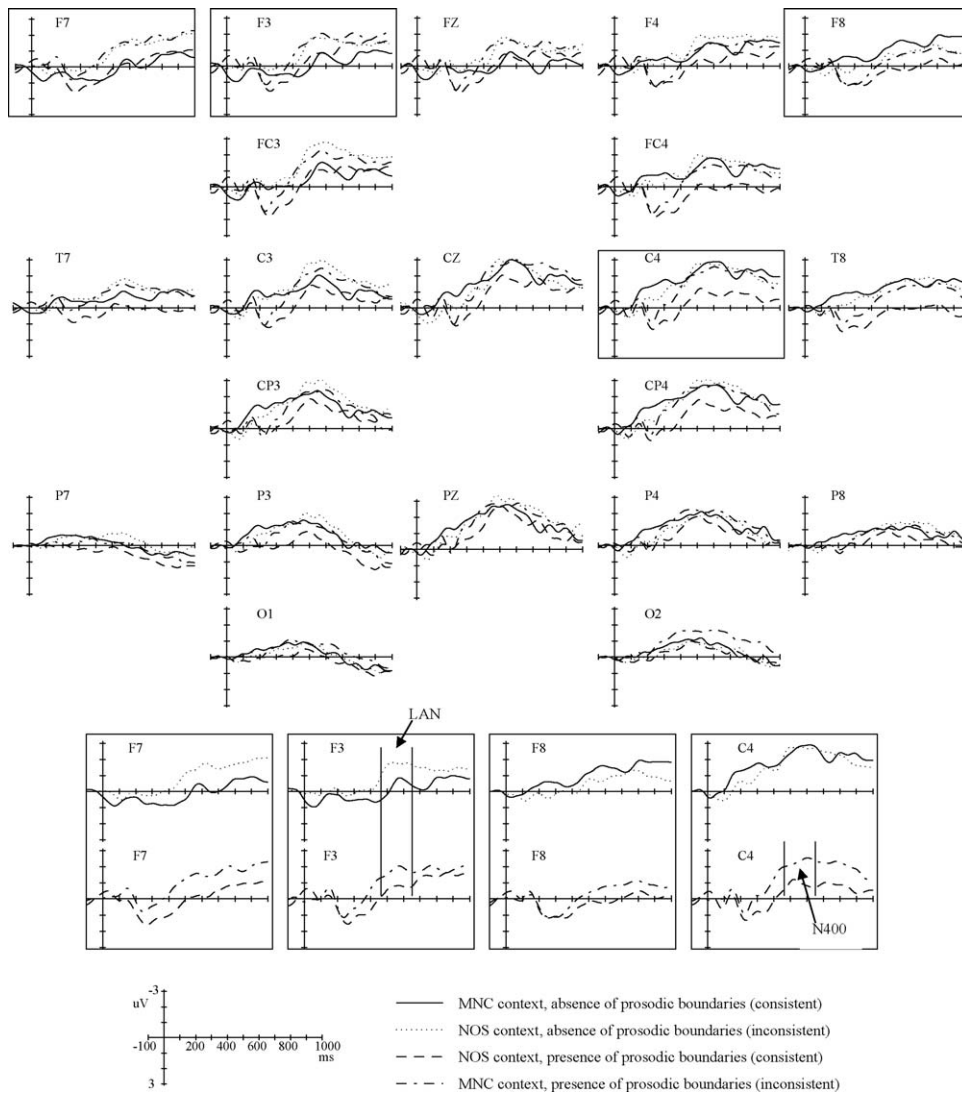 F7 F3 FZ F4 F8
FC3 FC4
T7 C3 CZ C4 T8
CP3 CP4
P7 P3 PZ P4 P8
O1 O2
LAN
F7 F3 F8 C4
F7 F3 F8 C4
N400
-3
uV
-100 200 400 600 800 1000
ms
3
MNC context, absence of prosodic boundaries (consistent)
NOS context, absence of prosodic boundaries (inconsistent)
NOS context, presence of prosodic boundaries (consistent)
MNC context, presence of prosodic boundaries (inconsistent)